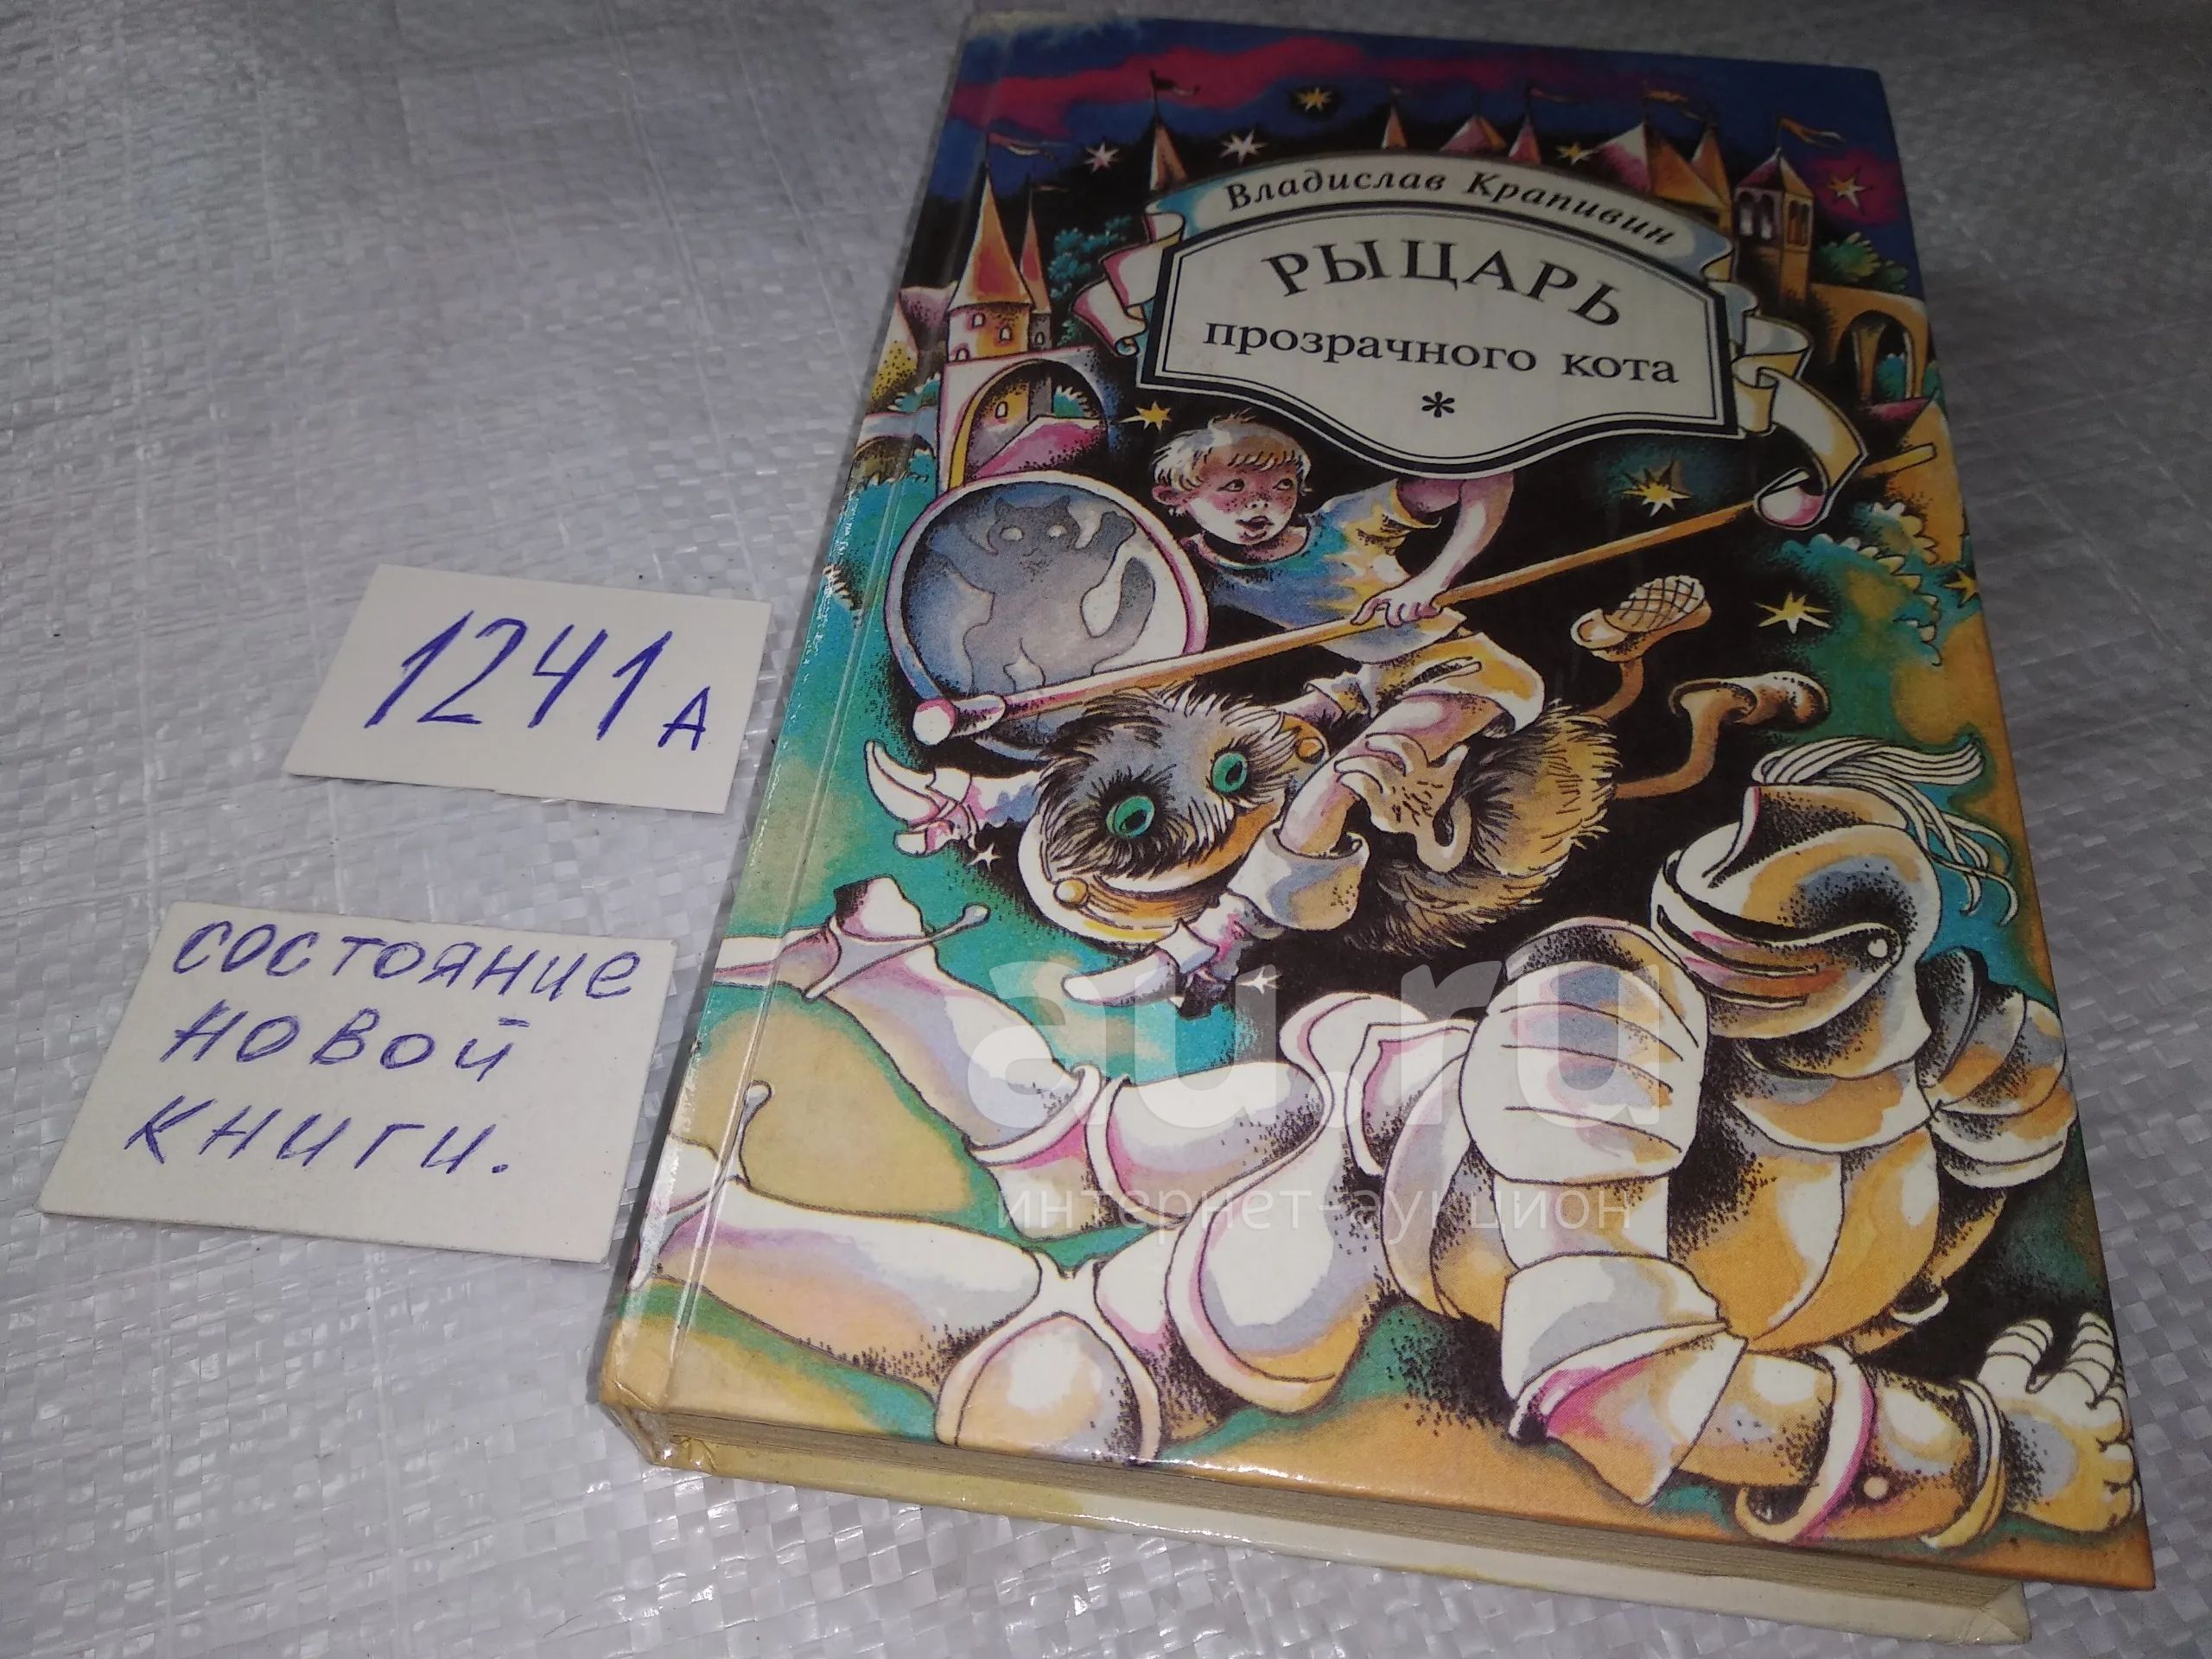 Владислав Крапивин
РЫЦАРЬ
прозрачного кота
*
1241 А
СОСТОЯНИЕ
НОВОЙ
КНИГИ.
au.ru
интернет-аукцион